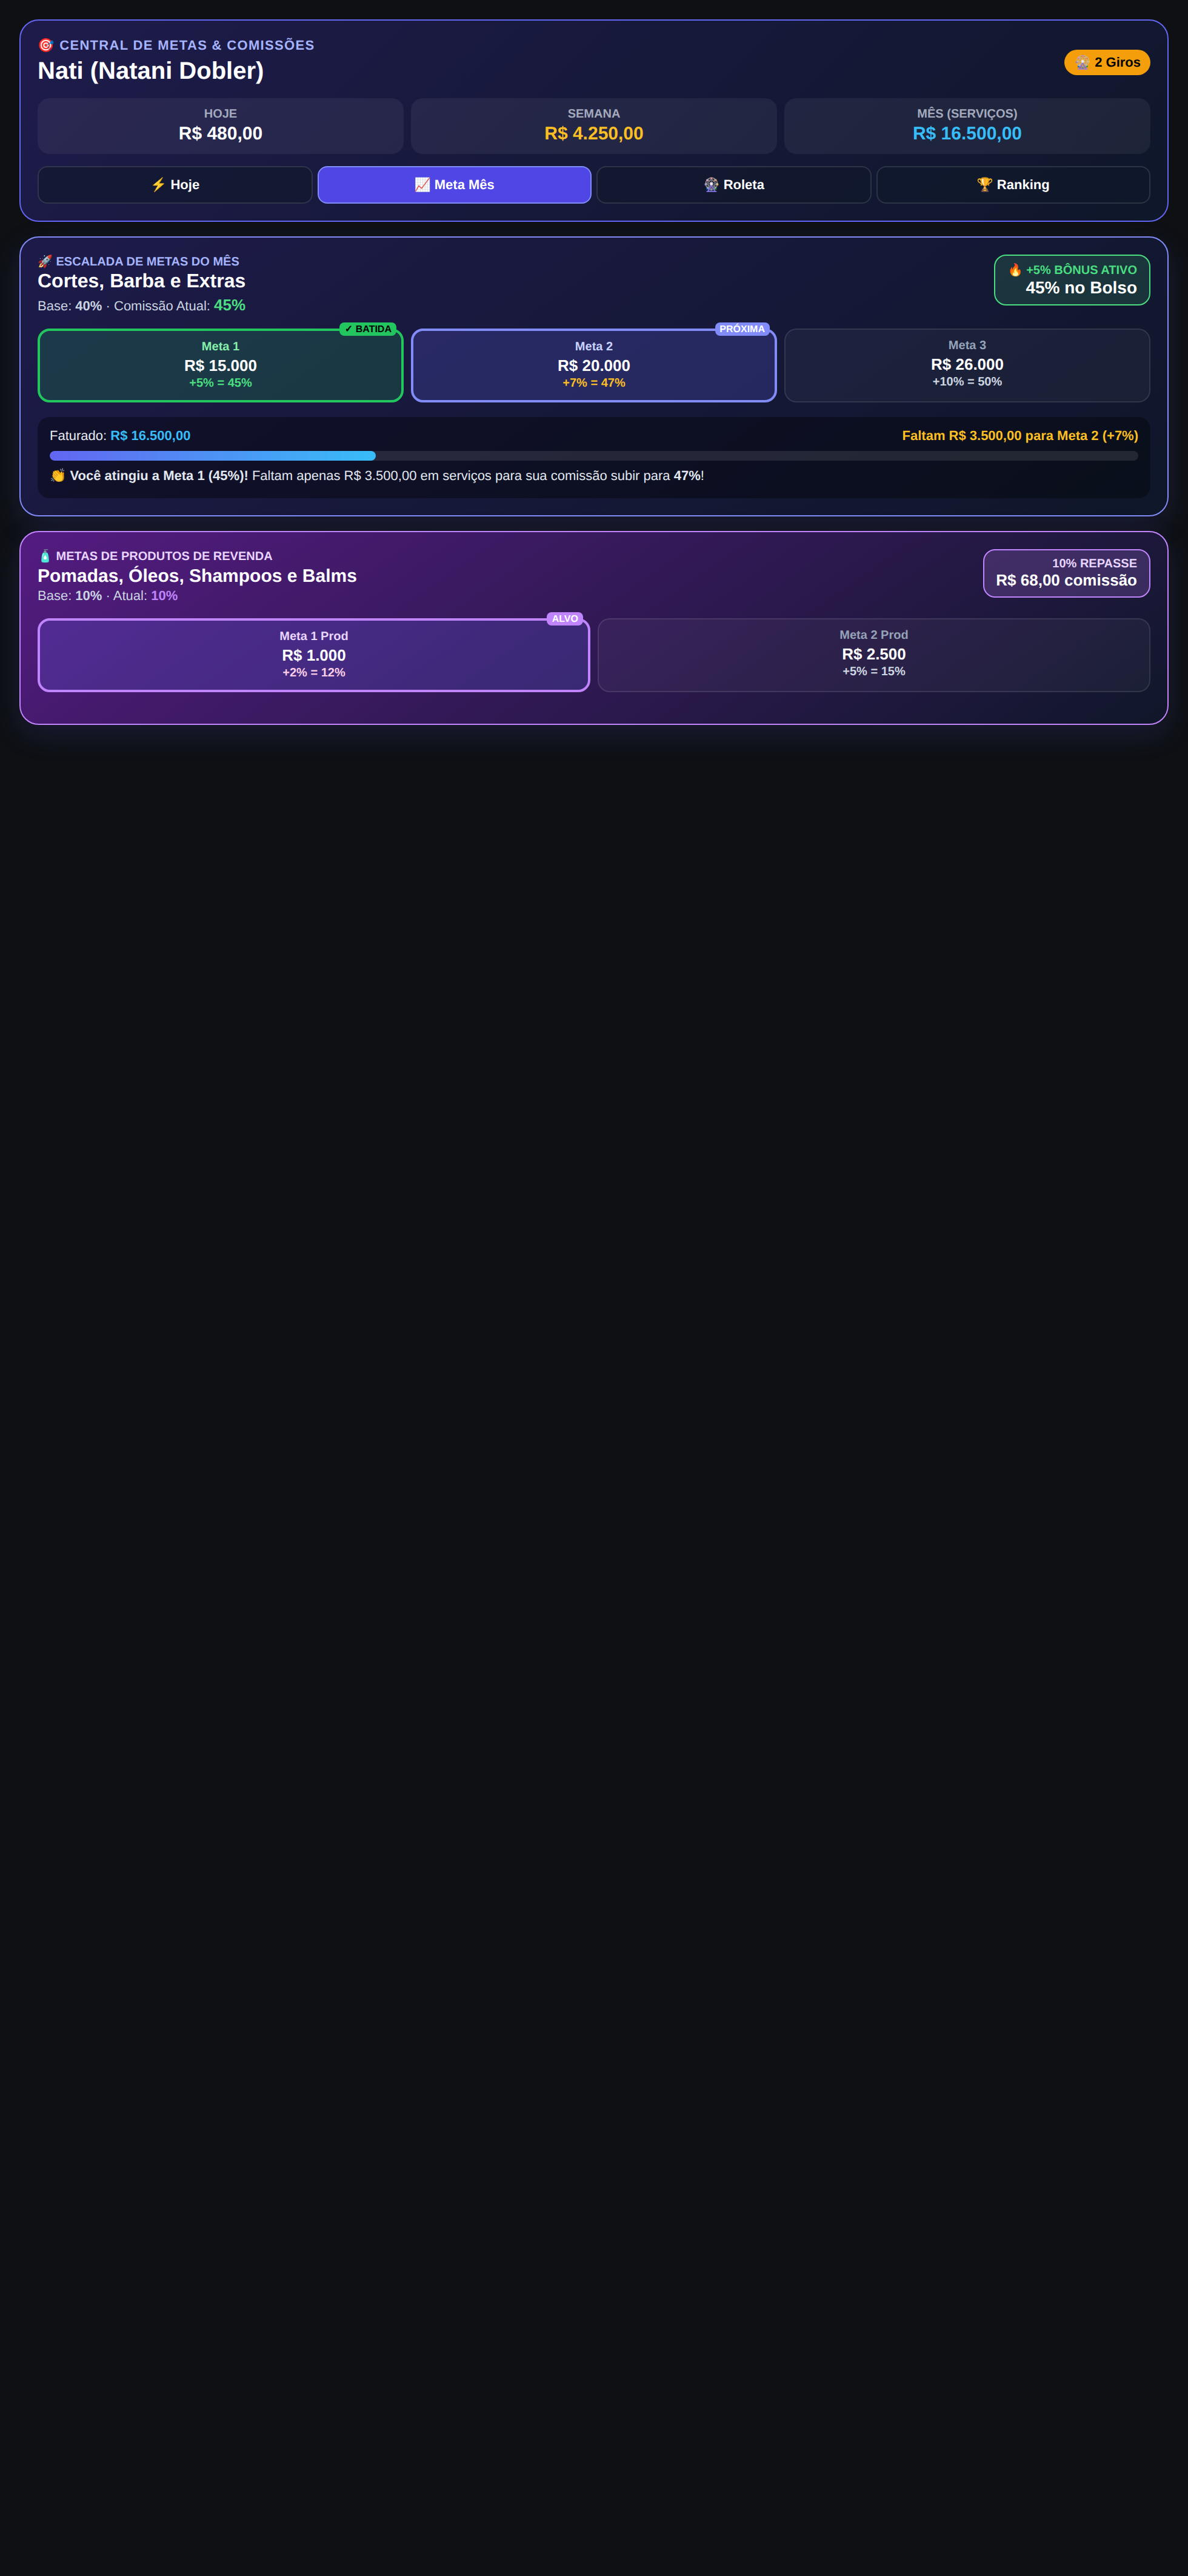 🎯 CENTRAL DE METAS & COMISSÕES
Nati (Natani Dobler)
🎡 2 Giros
HOJE
R$ 480,00
SEMANA
R$ 4.250,00
MÊS (SERVIÇOS)
R$ 16.500,00
⚡ Hoje
📈 Meta Mês
🎡 Roleta
🏆 Ranking
🚀 ESCALADA DE METAS DO MÊS
Cortes, Barba e Extras
Base: 40% · Comissão Atual: 45%
🔥 +5% BÔNUS ATIVO
45% no Bolso
✓ BATIDA
Meta 1
R$ 15.000
+5% = 45%
PRÓXIMA
Meta 2
R$ 20.000
+7% = 47%
Meta 3
R$ 26.000
+10% = 50%
Faturado: R$ 16.500,00
Faltam R$ 3.500,00 para Meta 2 (+7%)
👏 Você atingiu a Meta 1 (45%)! Faltam apenas R$ 3.500,00 em serviços para sua comissão subir para 47%!
🧴 METAS DE PRODUTOS DE REVENDA
Pomadas, Óleos, Shampoos e Balms
Base: 10% · Atual: 10%
10% REPASSE
R$ 68,00 comissão
ALVO
Meta 1 Prod
R$ 1.000
+2% = 12%
Meta 2 Prod
R$ 2.500
+5% = 15%